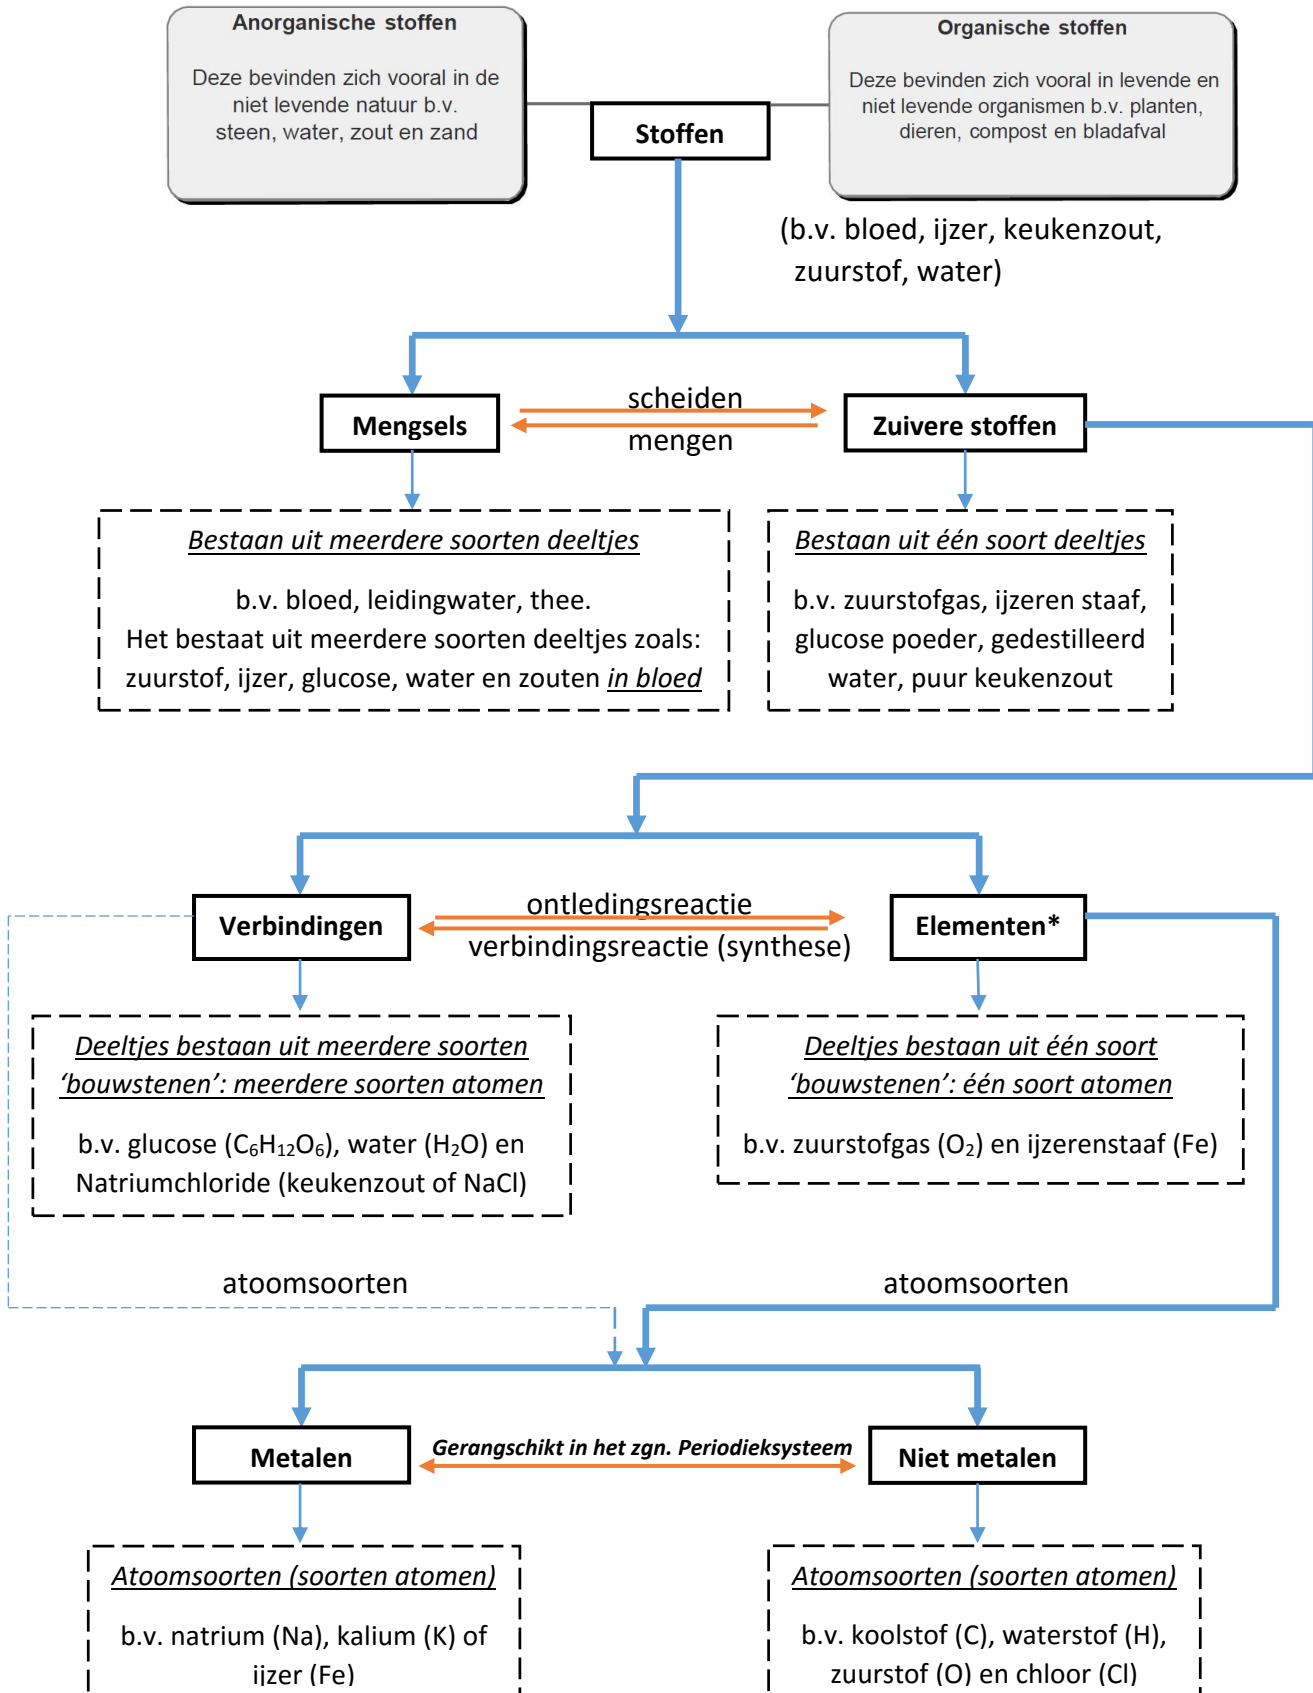 Anorganische stoffen
Deze bevinden zich vooral in de
niet levende natuur b.v.
steen, water, zout en zand
Organische stoffen
Deze bevinden zich vooral in levende en
niet levende organismen b.v. planten,
dieren, compost en bladafval
Stoffen
(b.v. bloed, ijzer, keukenzout,
zuurstof, water)
Mengsels
scheiden
mengen
Zuivere stoffen
Bestaan uit meerdere soorten deeltjes
b.v. bloed, leidingwater, thee.
Het bestaat uit meerdere soorten deeltjes zoals:
zuurstof, ijzer, glucose, water en zouten in bloed
Bestaan uit één soort deeltjes
b.v. zuurstofgas, ijzeren staaf,
glucose poeder, gedestilleerd
water, puur keukenzout
Verbindingen
ontledingsreactie
verbindingsreactie (synthese)
Elementen*
Deeltjes bestaan uit meerdere soorten
‘bouwstenen’: meerdere soorten atomen
b.v. glucose (C₆H₁₂O₆), water (H₂O) en
Natriumchloride (keukenzout of NaCl)
Deeltjes bestaan uit één soort
‘bouwstenen’: één soort atomen
b.v. zuurstofgas (O₂) en ijzerenstaaf (Fe)
atoomsoorten
atoomsoorten
Metalen
Gerangschikt in het zgn. Periodieksysteem
Niet metalen
Atoomsoorten (soorten atomen)
b.v. natrium (Na), kalium (K) of
ijzer (Fe)
Atoomsoorten (soorten atomen)
b.v. koolstof (C), waterstof (H),
zuurstof (O) en chloor (Cl)